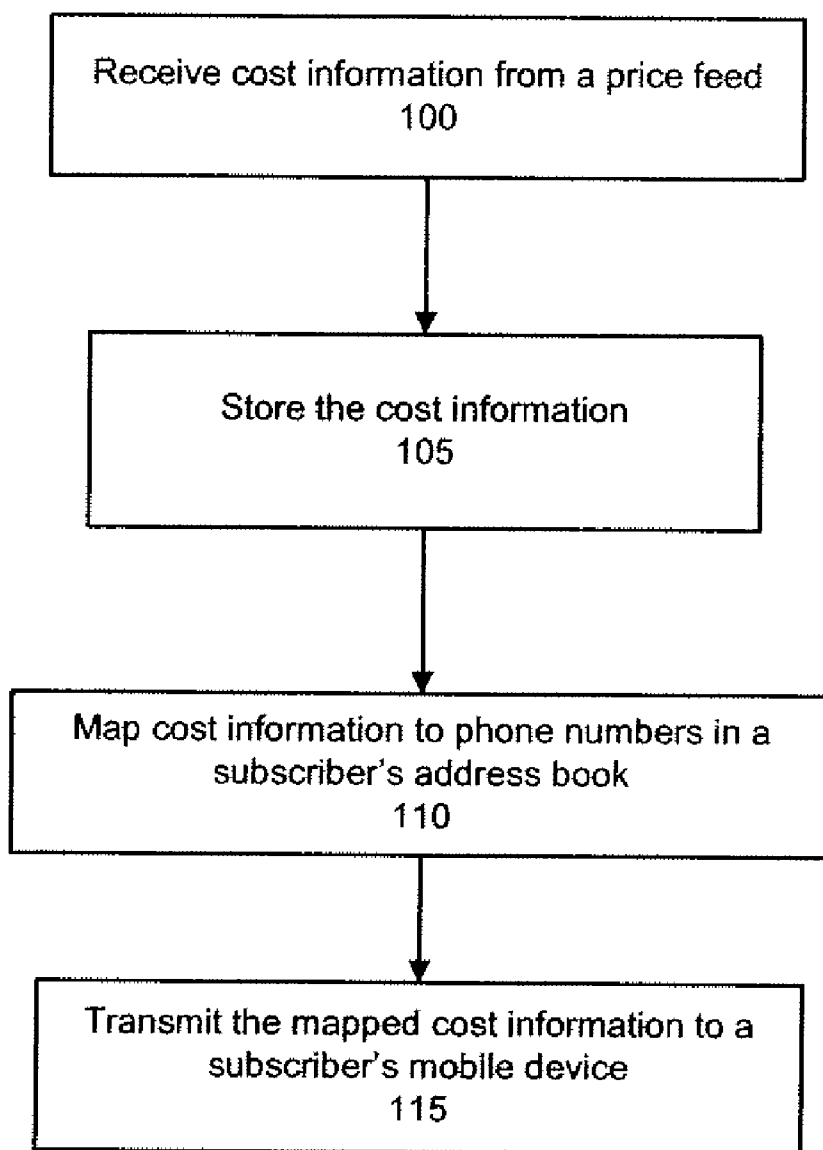 Receive cost information from a price feed
100
Store the cost information
105
Map cost information to phone numbers in a
subscriber's address book
110
Transmit the mapped cost information to a
subscriber's mobile device
115